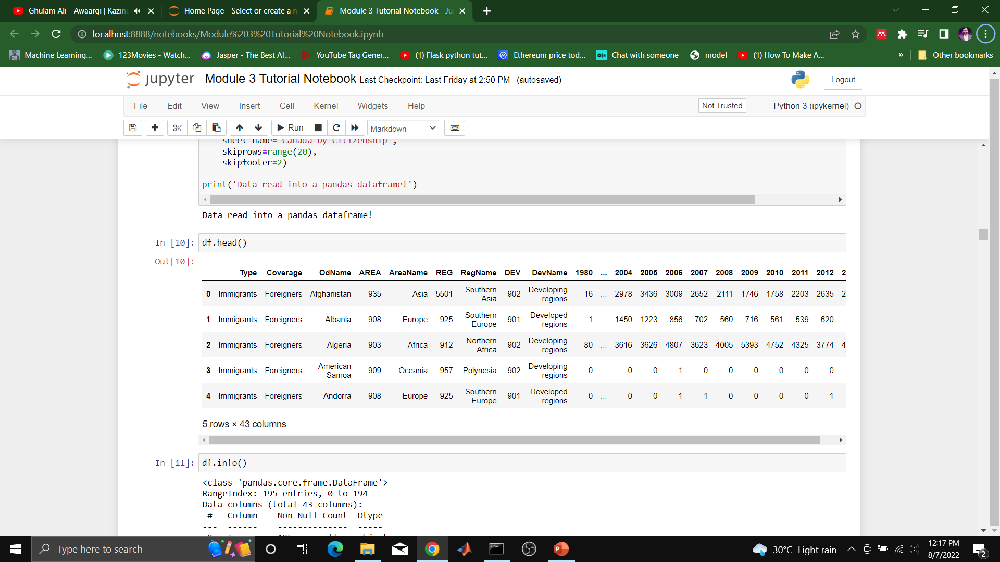 Ghulam Ali - Awaargi | Kazina
Home Page - Select or create a n
Module 3 Tutorial Notebook - Ju
localhost:8888/notebooks/Module%203%20Tutorial%20Notebook.ipynb
Machine Learning... 123Movies - Watch... Jasper - The Best AI... YouTube Tag Gener... (1) Flask python tut... Ethereum price tod... Chat with someone model (1) How To Make A... » Other bookmarks
jupyter Module 3 Tutorial Notebook Last Checkpoint: Last Friday at 2:50 PM (autosaved) Logout
File Edit View Insert Cell Kernel Widgets Help Not Trusted Python 3 (ipykernel)
Run Markdown
sheet_name='Canada by Citizenship',
skiprows=range(20),
skipfooter=2)
print('Data read into a pandas dataframe!')
Data read into a pandas dataframe!
In [10]: df.head()
Out[10]:
Type Coverage OdName AREA AreaName REG RegName DEV DevName 1980 ... 2004 2005 2006 2007 2008 2009 2010 2011 2012 2
0 Immigrants Foreigners Afghanistan 935 Asia 5501 Southern Asia 902 Developing regions 16 ... 2978 3436 3009 2652 2111 1746 1758 2203 2635 2
1 Immigrants Foreigners Albania 908 Europe 925 Southern Europe 901 Developed regions 1 ... 1450 1223 856 702 560 716 561 539 620
2 Immigrants Foreigners Algeria 903 Africa 912 Northern Africa 902 Developing regions 80 ... 3616 3626 4807 3623 4005 5393 4752 4325 3774 4
3 Immigrants Foreigners American Samoa 909 Oceania 957 Polynesia 902 Developing regions 0 ... 0 0 1 0 0 0 0 0 0
4 Immigrants Foreigners Andorra 908 Europe 925 Southern Europe 901 Developed regions 0 ... 0 0 1 1 0 0 0 0 1
5 rows × 43 columns
In [11]: df.info()
<class 'pandas.core.frame.DataFrame'>
RangeIndex: 195 entries, 0 to 194
Data columns (total 43 columns):
# Column Non-Null Count Dtype
--- ------ -------------- -----
Type here to search
30°C Light rain
12:17 PM
8/7/2022
2